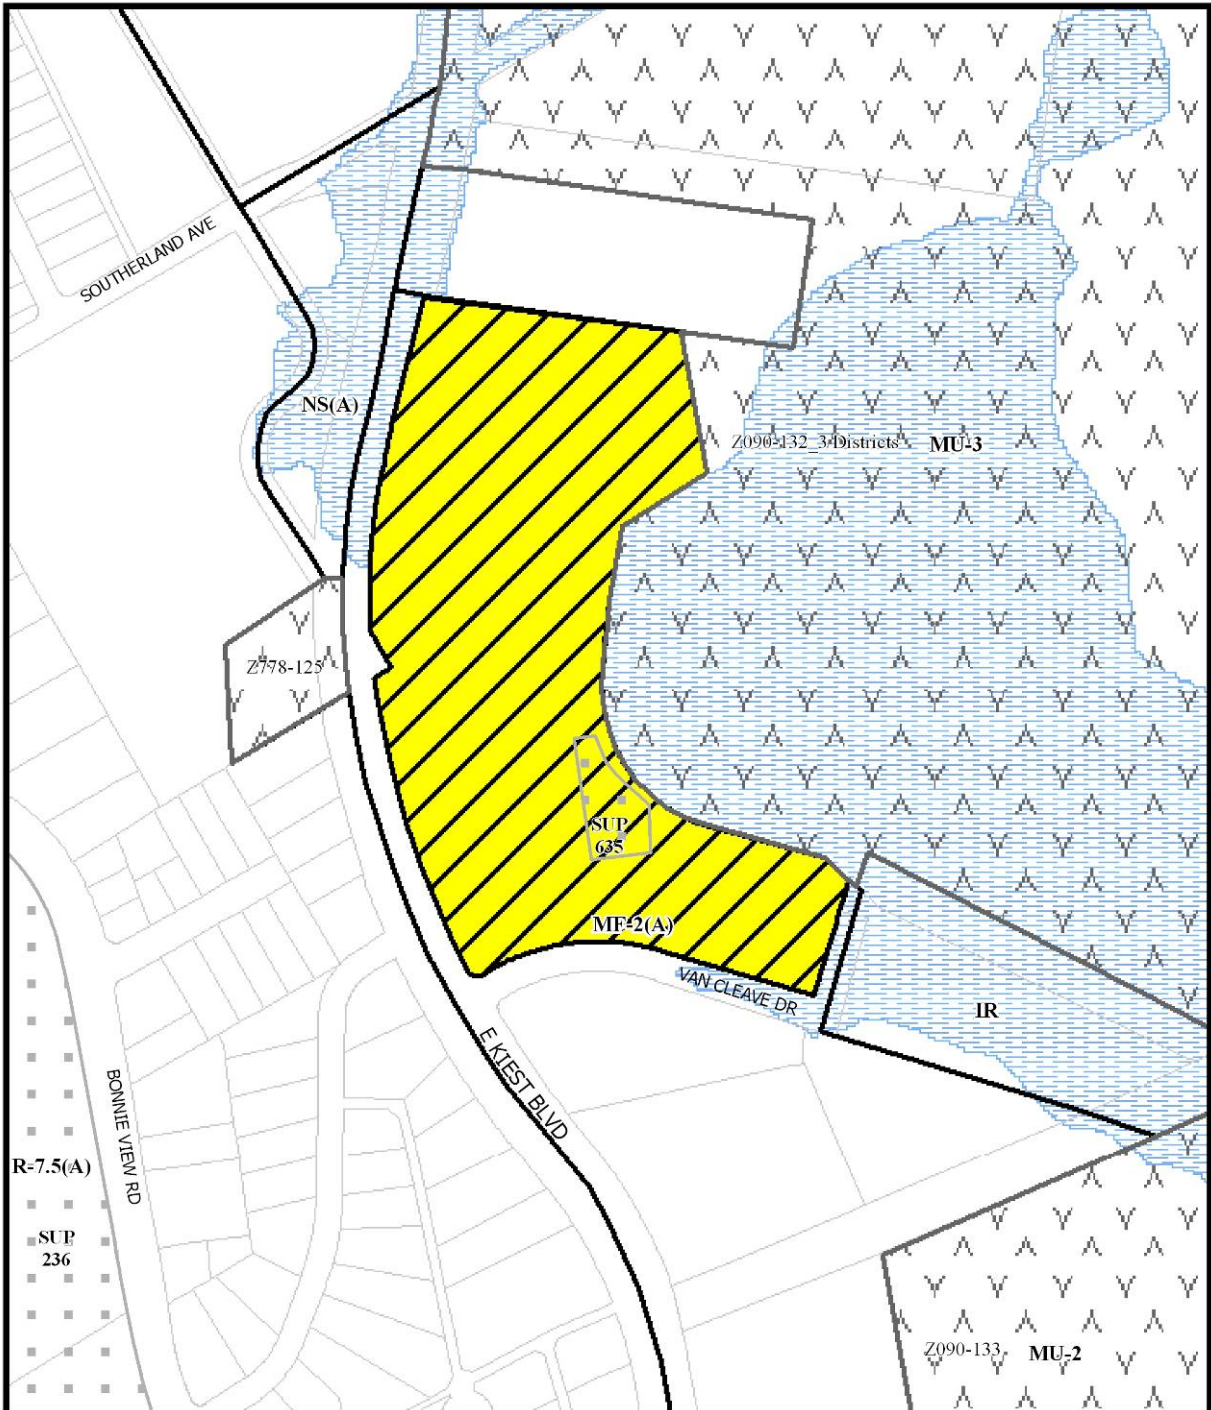 SOUTHERLAND AVE
NS(A)
Z090-132_3 Districts
MU-3
Z778-125
SUP
635
MF-2(A)
VAN CLEAVE DR
IR
E KIEST BLVD
BONNIE VIEW RD
R-7.5(A)
SUP
236
Z090-133
MU-2